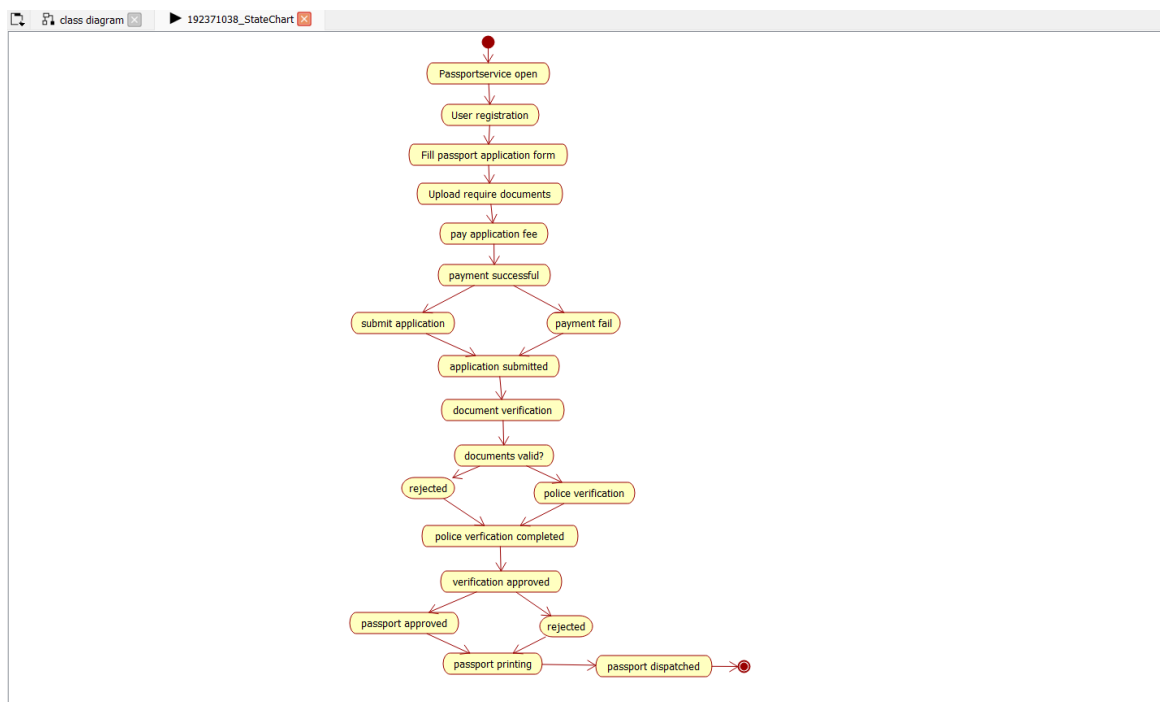 class diagram
192371038_StateChart
Passportservice open
User registration
Fill passport application form
Upload require documents
pay application fee
payment successful
submit application
payment fail
application submitted
document verification
documents valid?
rejected
police verification
police verfication completed
verification approved
passport approved
rejected
passport printing
passport dispatched